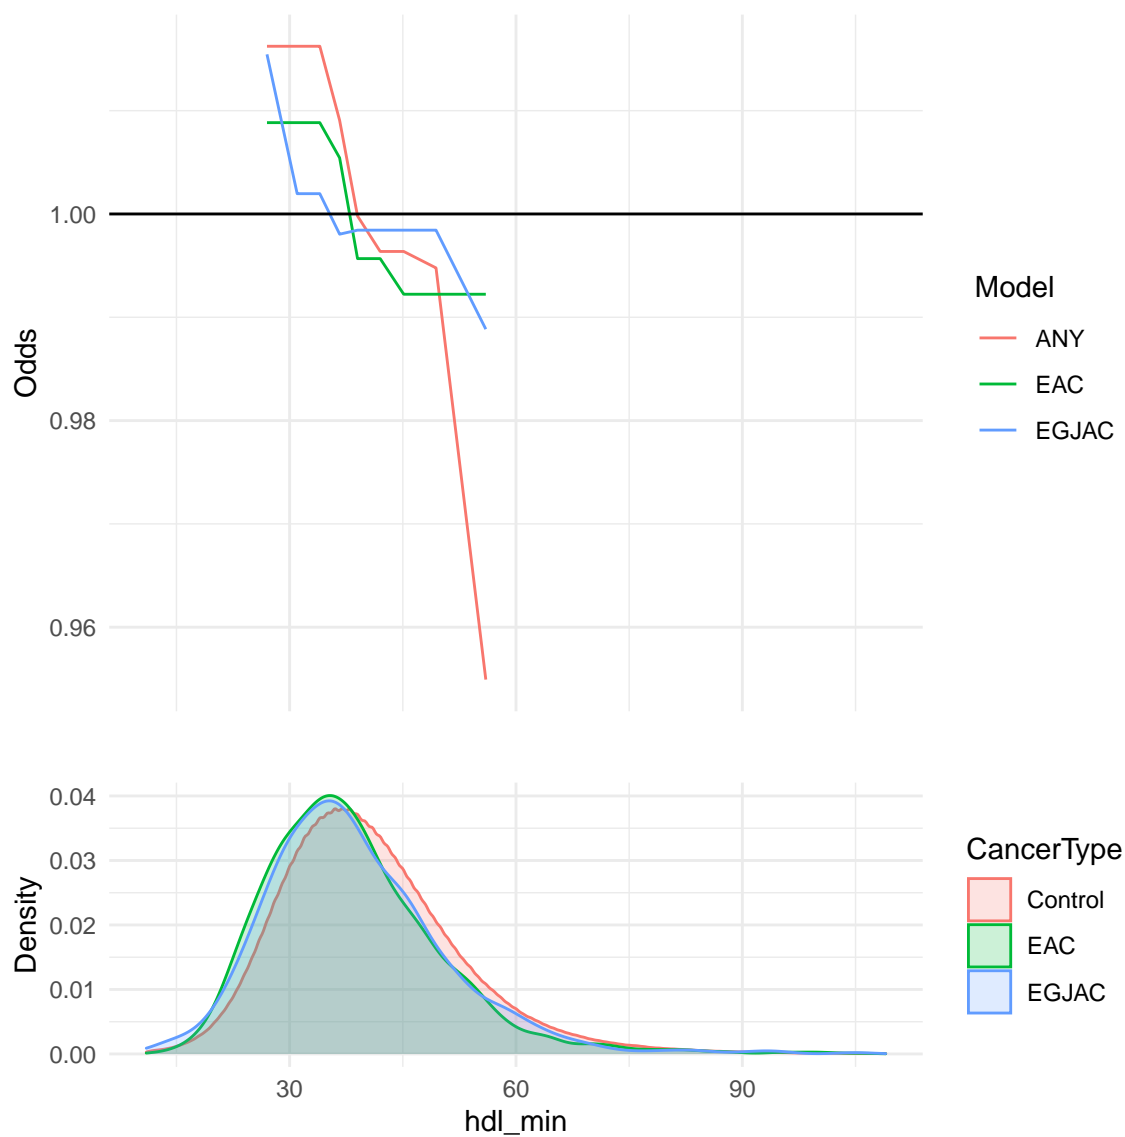 Odds
1.00
0.98
0.96
Model
ANY
EAC
EGJAC
Density
0.04
0.03
0.02
0.01
0.00
30
60
90
hdl_min
CancerType
Control
EAC
EGJAC